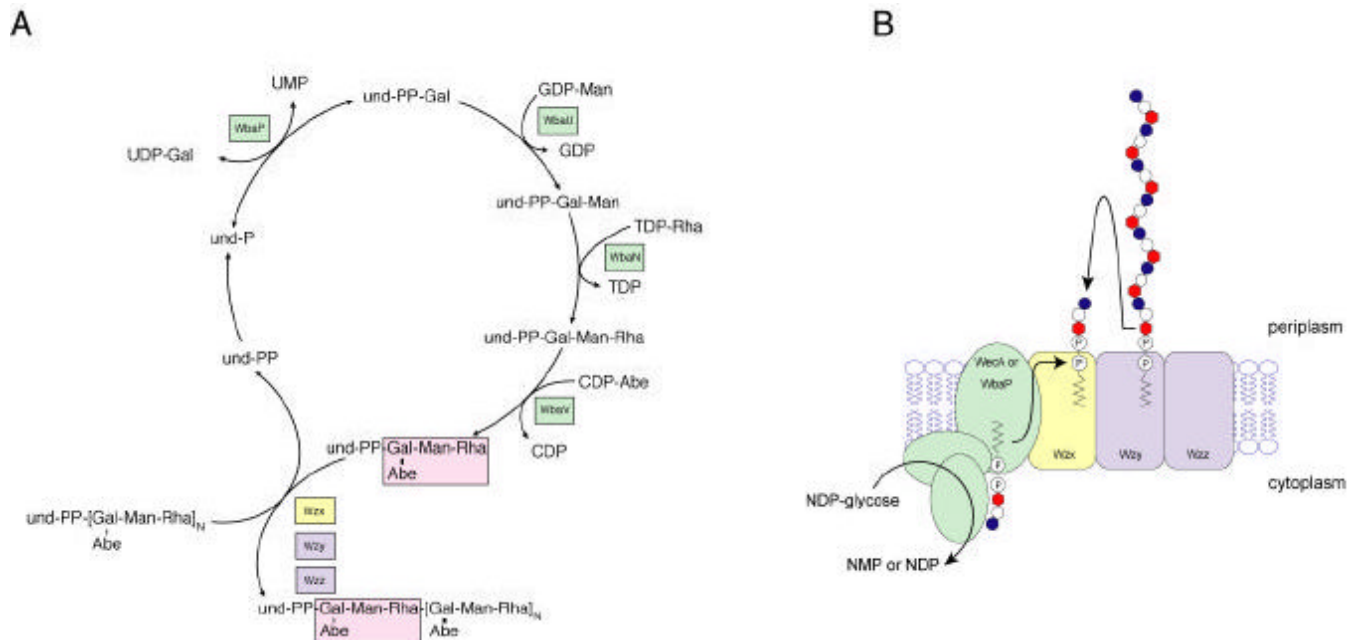 A
UMP
und-PP-Gal
GDP-Man
WbaP
WbaU
UDP-Gal
GDP
und-PP-Gal-Man
TDP-Rha
und-P
WbaN
TDP
und-PP-Gal-Man-Rha
und-PP
CDP-Abe
WbaV
und-PP-Gal-Man-Rha
CDP
Abe
und-PP-[Gal-Man-Rha]N
Abe
Wzx
Wzy
Wzz
und-PP-Gal-Man-Rha-[Gal-Man-Rha]N
Abe Abe
B
periplasm
P P
P P
WecA or
WbaP
Wzx Wzy Wzz
P
cytoplasm
P
NDP-glycose
NMP or NDP